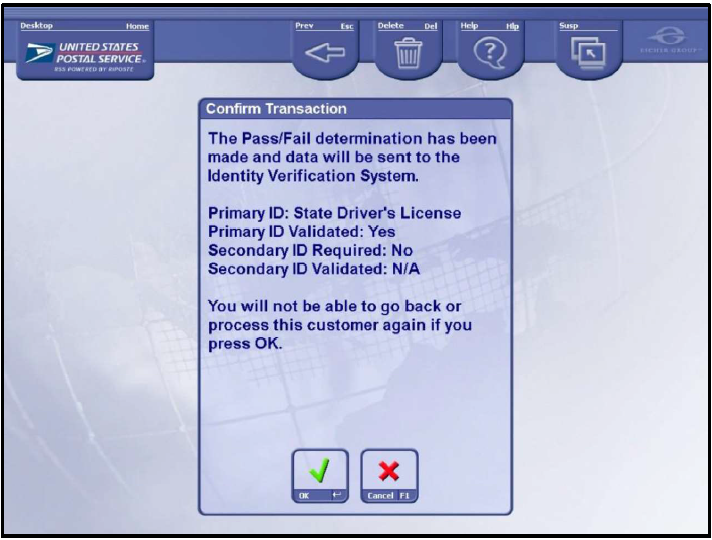 Desktop Home
Prev Esc
Delete Del
Help Hlp
Susp
UNITED STATES
POSTAL SERVICE®
RSS POWERED BY RIPOSTE
ESCHER GROUP
Confirm Transaction
The Pass/Fail determination has been
made and data will be sent to the
Identity Verification System.
Primary ID: State Driver's License
Primary ID Validated: Yes
Secondary ID Required: No
Secondary ID Validated: N/A
You will not be able to go back or
process this customer again if you
press OK.
OK
Cancel F11